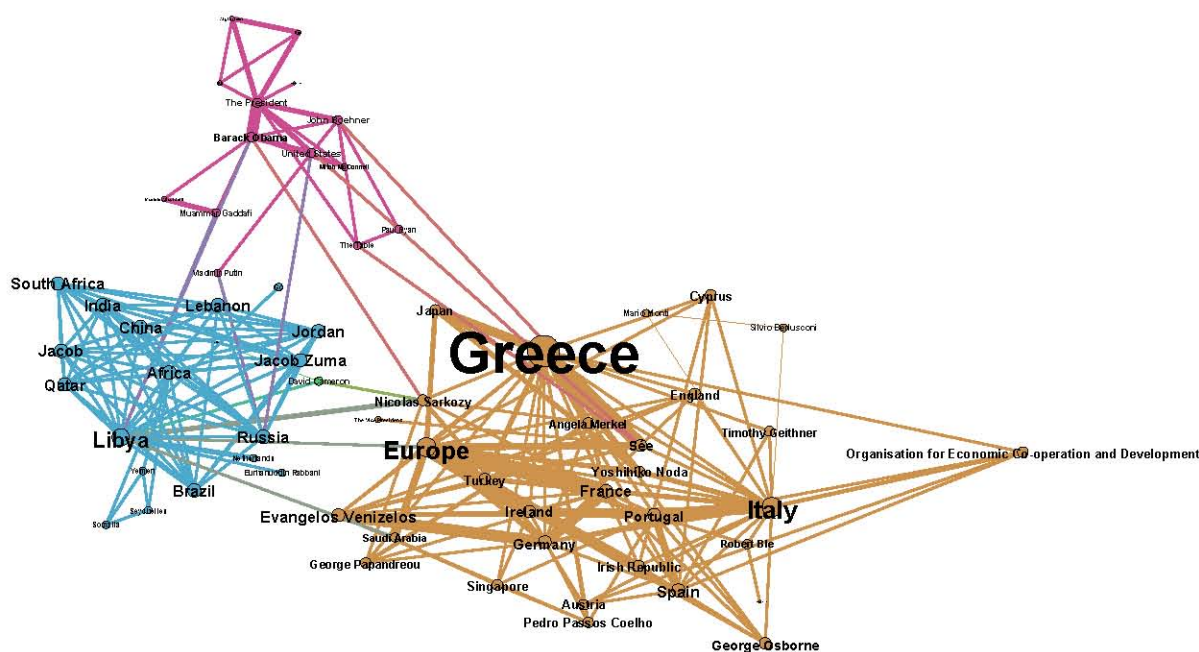 The President
John Boehner
Barack Obama
United States
Mitch McConnell
Muammar Gaddafi
Paul Ryan
The Table
Vladimir Putin
South Africa
India
Lebanon
Cyprus
Japan
Mario Monti
China
Silvio Berlusconi
Jordan
Greece
Jacob
Jacob Zuma
Africa
Qatar
David Cameron
England
Nicolas Sarkozy
Angela Merkel
Timothy Geithner
Libya
Russia
See
Europe
Organisation for Economic Co-operation and Development
Netherlands
Yemen
Burhanuddin Rabbani
Yoshihiko Noda
Turkey
Brazil
France
Seychelles
Ireland
Italy
Evangelos Venizelos
Portugal
Somalia
Saudi Arabia
Germany
George Papandreou
Irish Republic
Singapore
Spain
Austria
Pedro Passos Coelho
George Osborne